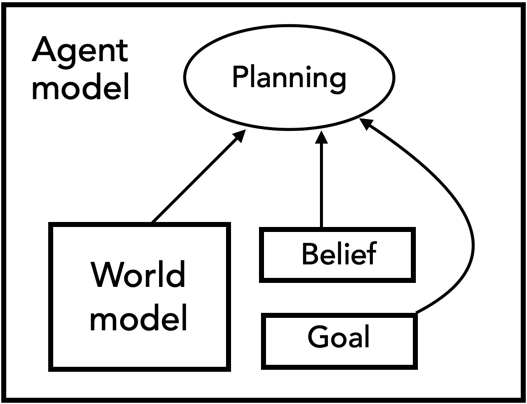 Agent
model
Planning
World
model
Belief
Goal